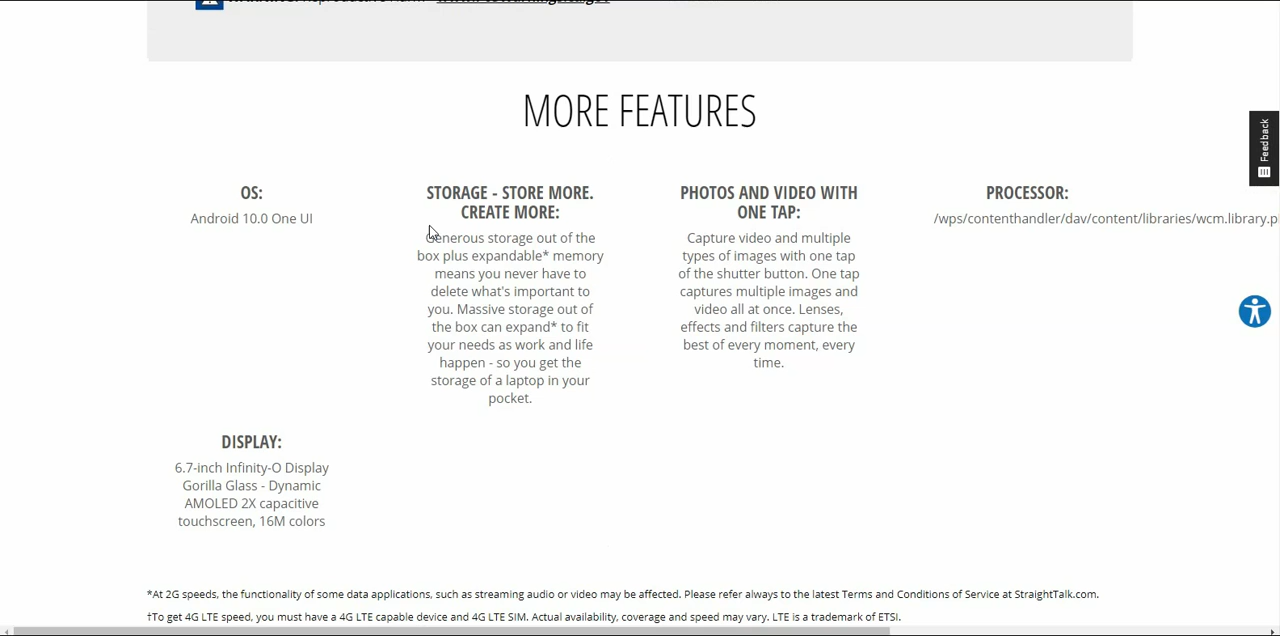 MORE FEATURES
Feedback
OS:
Android 10.0 One UI
STORAGE - STORE MORE.
CREATE MORE:
Generous storage out of the
box plus expandable* memory
means you never have to
delete what's important to
you. Massive storage out of
the box can expand* to fit
your needs as work and life
happen - so you get the
storage of a laptop in your
pocket.
PHOTOS AND VIDEO WITH
ONE TAP:
Capture video and multiple
types of images with one tap
of the shutter button. One tap
captures multiple images and
video all at once. Lenses,
effects and filters capture the
best of every moment, every
time.
PROCESSOR:
/wps/contenthandler/dav/content/libraries/wcm.library.p
DISPLAY:
6.7-inch Infinity-O Display
Gorilla Glass - Dynamic
AMOLED 2X capacitive
touchscreen, 16M colors
*At 2G speeds, the functionality of some data applications, such as streaming audio or video may be affected. Please refer always to the latest Terms and Conditions of Service at StraightTalk.com.
†To get 4G LTE speed, you must have a 4G LTE capable device and 4G LTE SIM. Actual availability, coverage and speed may vary. LTE is a trademark of ETSI.